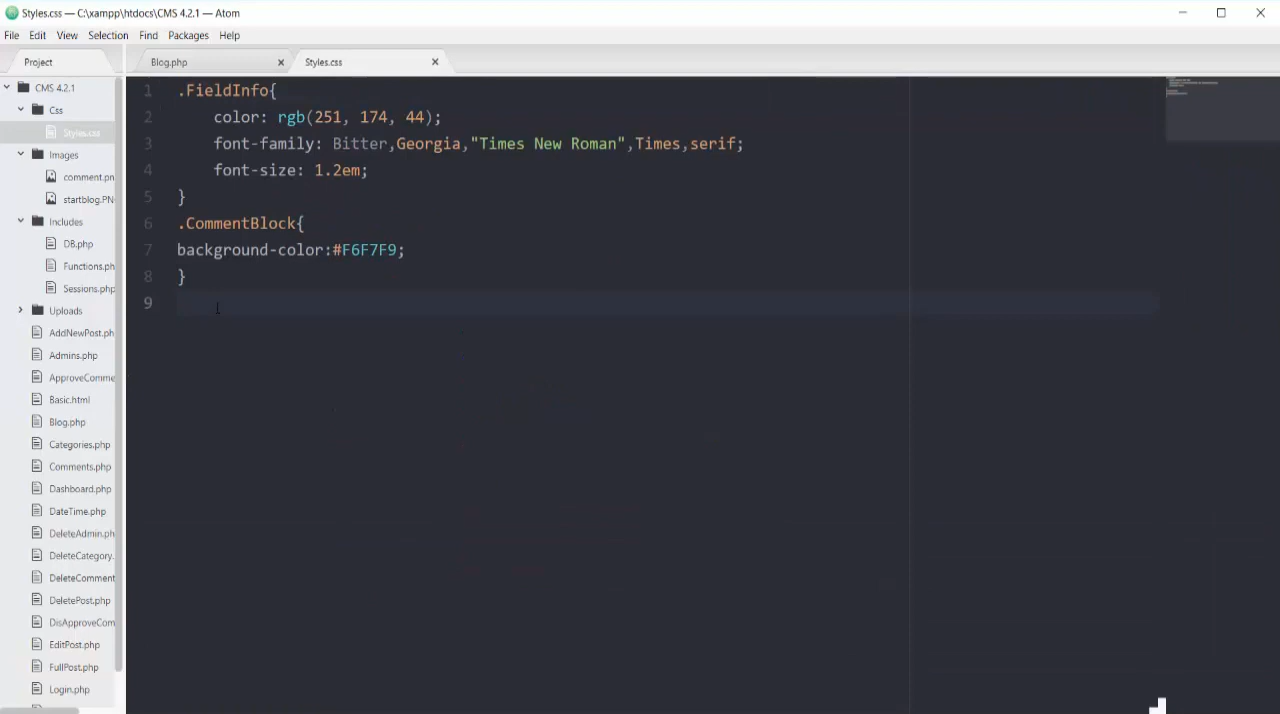 Styles.css — C:\xampp\htdocs\CMS 4.2.1 — Atom
File Edit View Selection Find Packages Help
Project
Blog.php
Styles.css
CMS 4.2.1
Css
Styles.css
Images
comment.pn
startblog.PN
Includes
DB.php
Functions.ph
Sessions.php
Uploads
AddNewPost.ph
Admins.php
ApproveComme
Basic.html
Blog.php
Categories.php
Comments.php
Dashboard.php
DateTime.php
DeleteAdmin.ph
DeleteCategory.
DeleteComment
DeletePost.php
DisApproveCom
EditPost.php
FullPost.php
Login.php
1 .FieldInfo{
2 color: rgb(251, 174, 44);
3 font-family: Bitter,Georgia,"Times New Roman",Times,serif;
4 font-size: 1.2em;
5 }
6 .CommentBlock{
7 background-color:#F6F7F9;
8 }
9